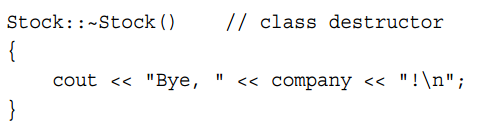 Stock::~Stock()    // class destructor
{
    cout << "Bye, " << company << "!\n";
}